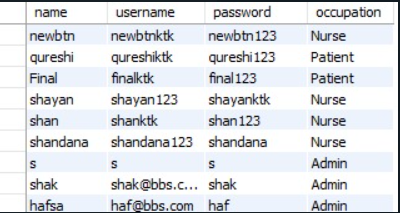 name username password occupation
newbtn newbtnktk newbtn123 Nurse
qureshi qureshiktk qureshi123 Patient
Final finalktk final123 Patient
shayan shayan123 shayanktk Nurse
shan shanktk shan123 Nurse
shandana shandana123 shandana Nurse
s s s Admin
shak shak@bbs.c... shak Admin
hafsa haf@bbs.com haf Admin